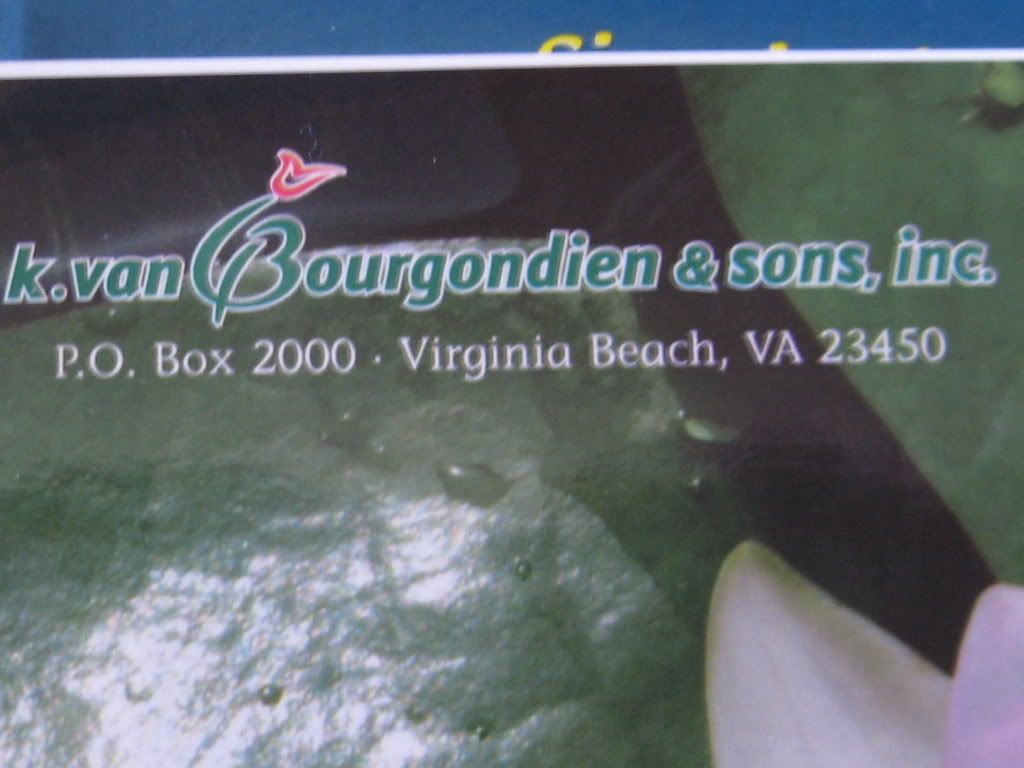 k.van Bourgondien & sons, inc.
P.O. Box 2000 · Virginia Beach, VA 23450